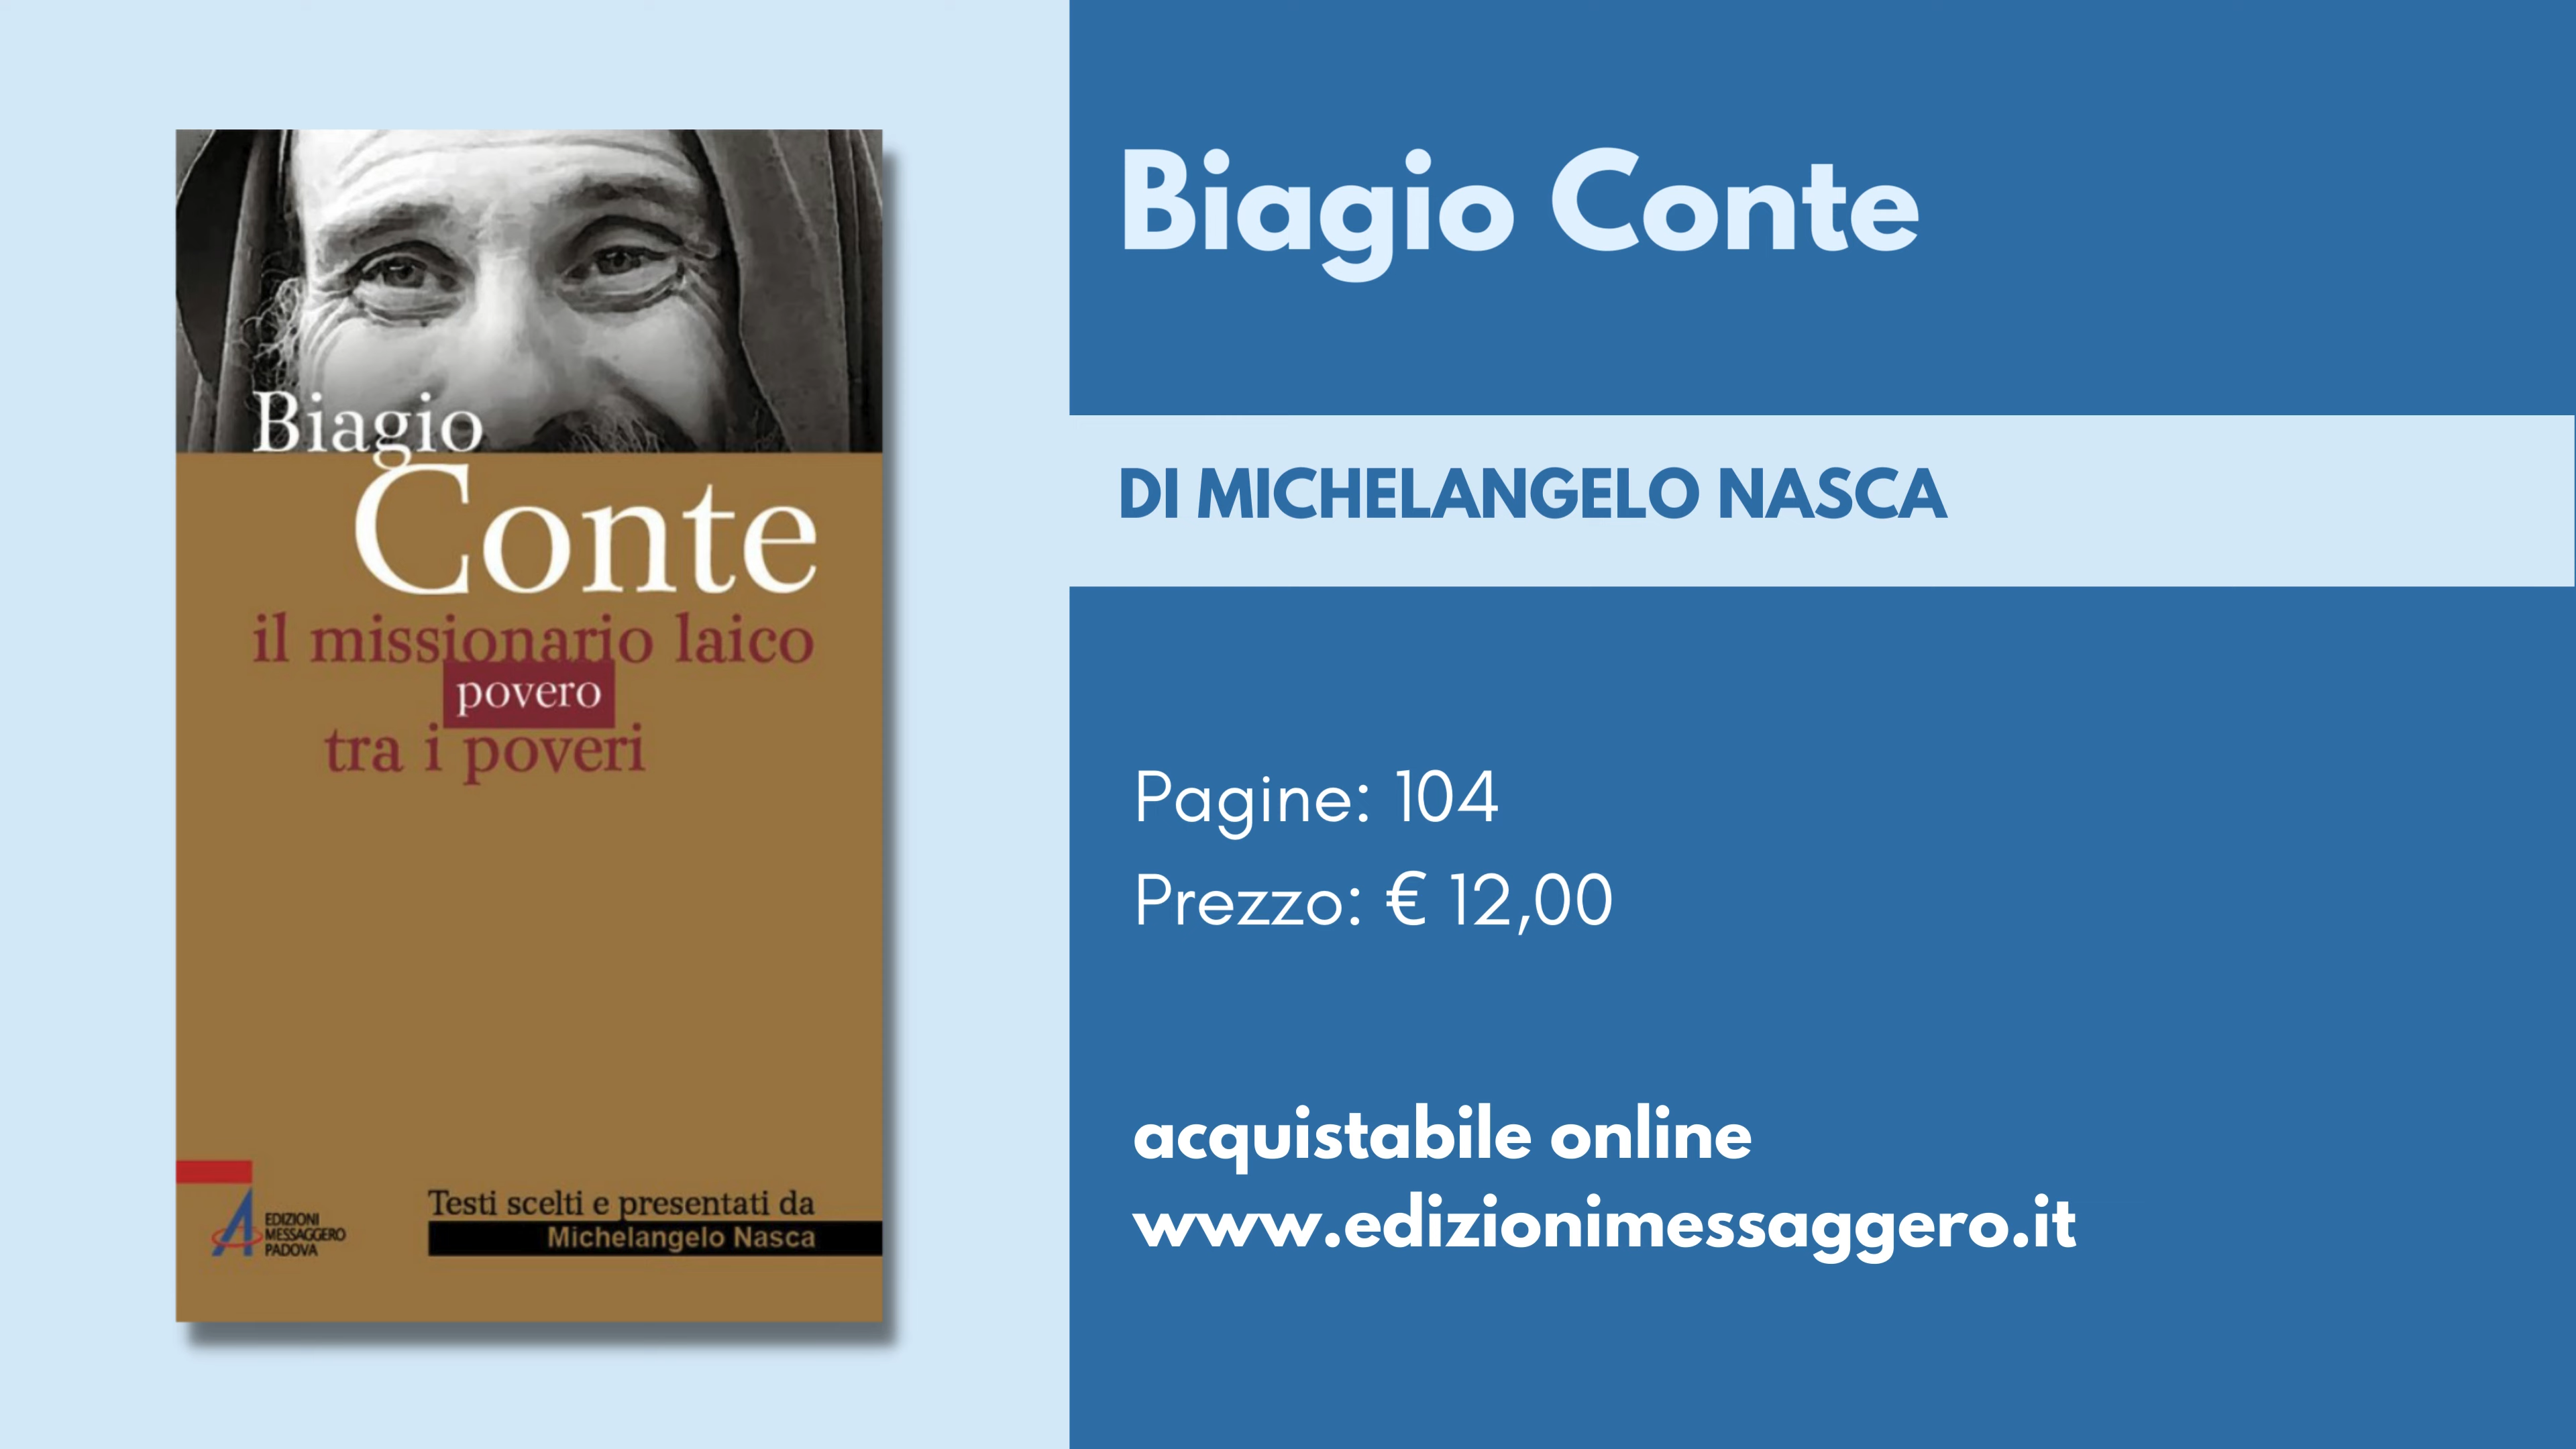 Biagio
Conte
il missionario laico
povero
tra i poveri
EDIZIONI
MESSAGGERO
PADOVA
Testi scelti e presentati da
Michelangelo Nasca
Biagio Conte
DI MICHELANGELO NASCA
Pagine: 104
Prezzo: € 12,00
acquistabile online
www.edizionimessaggero.it